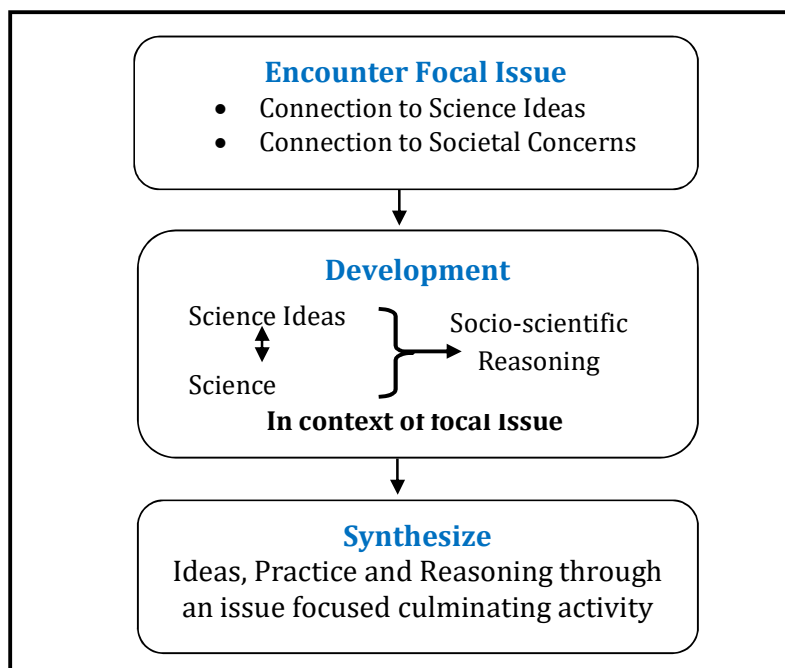 Encounter Focal Issue
• Connection to Science Ideas
• Connection to Societal Concerns
Development
Science Ideas
Science
Socio-scientific
Reasoning
In context of focal Issue
Synthesize
Ideas, Practice and Reasoning through
an issue focused culminating activity